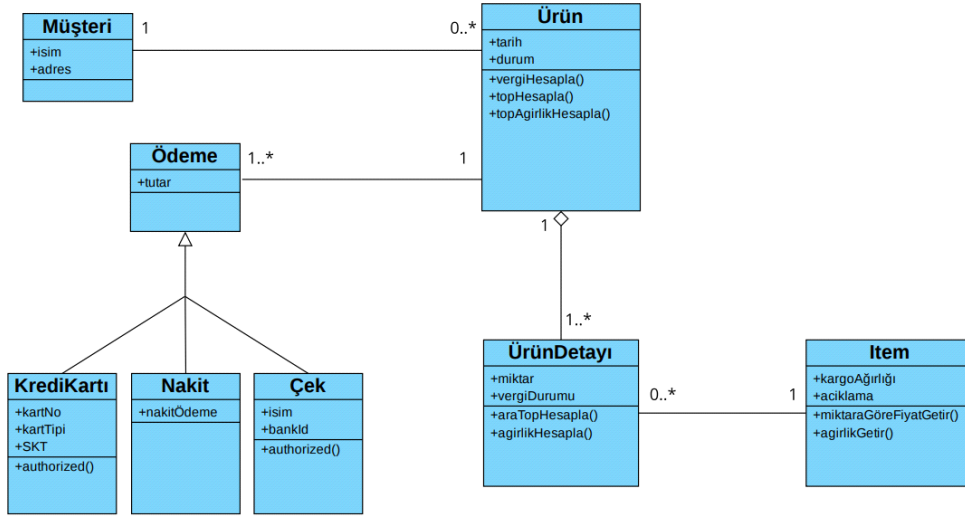 Müşteri
+isim
+adres
1
0..*
Ürün
+tarih
+durum
+vergiHesapla()
+topHesapla()
+topAgirlikHesapla()
Ödeme
+tutar
1..*
1
1
1..*
KrediKartı
+kartNo
+kartTipi
+SKT
+authorized()
Nakit
+nakitÖdeme
Çek
+isim
+bankId
+authorized()
ÜrünDetayı
+miktar
+vergiDurumu
+araTopHesapla()
+agirlikHesapla()
0..*
1
Item
+kargoAğırlığı
+aciklama
+miktaraGöreFiyatGetir()
+agirlikGetir()